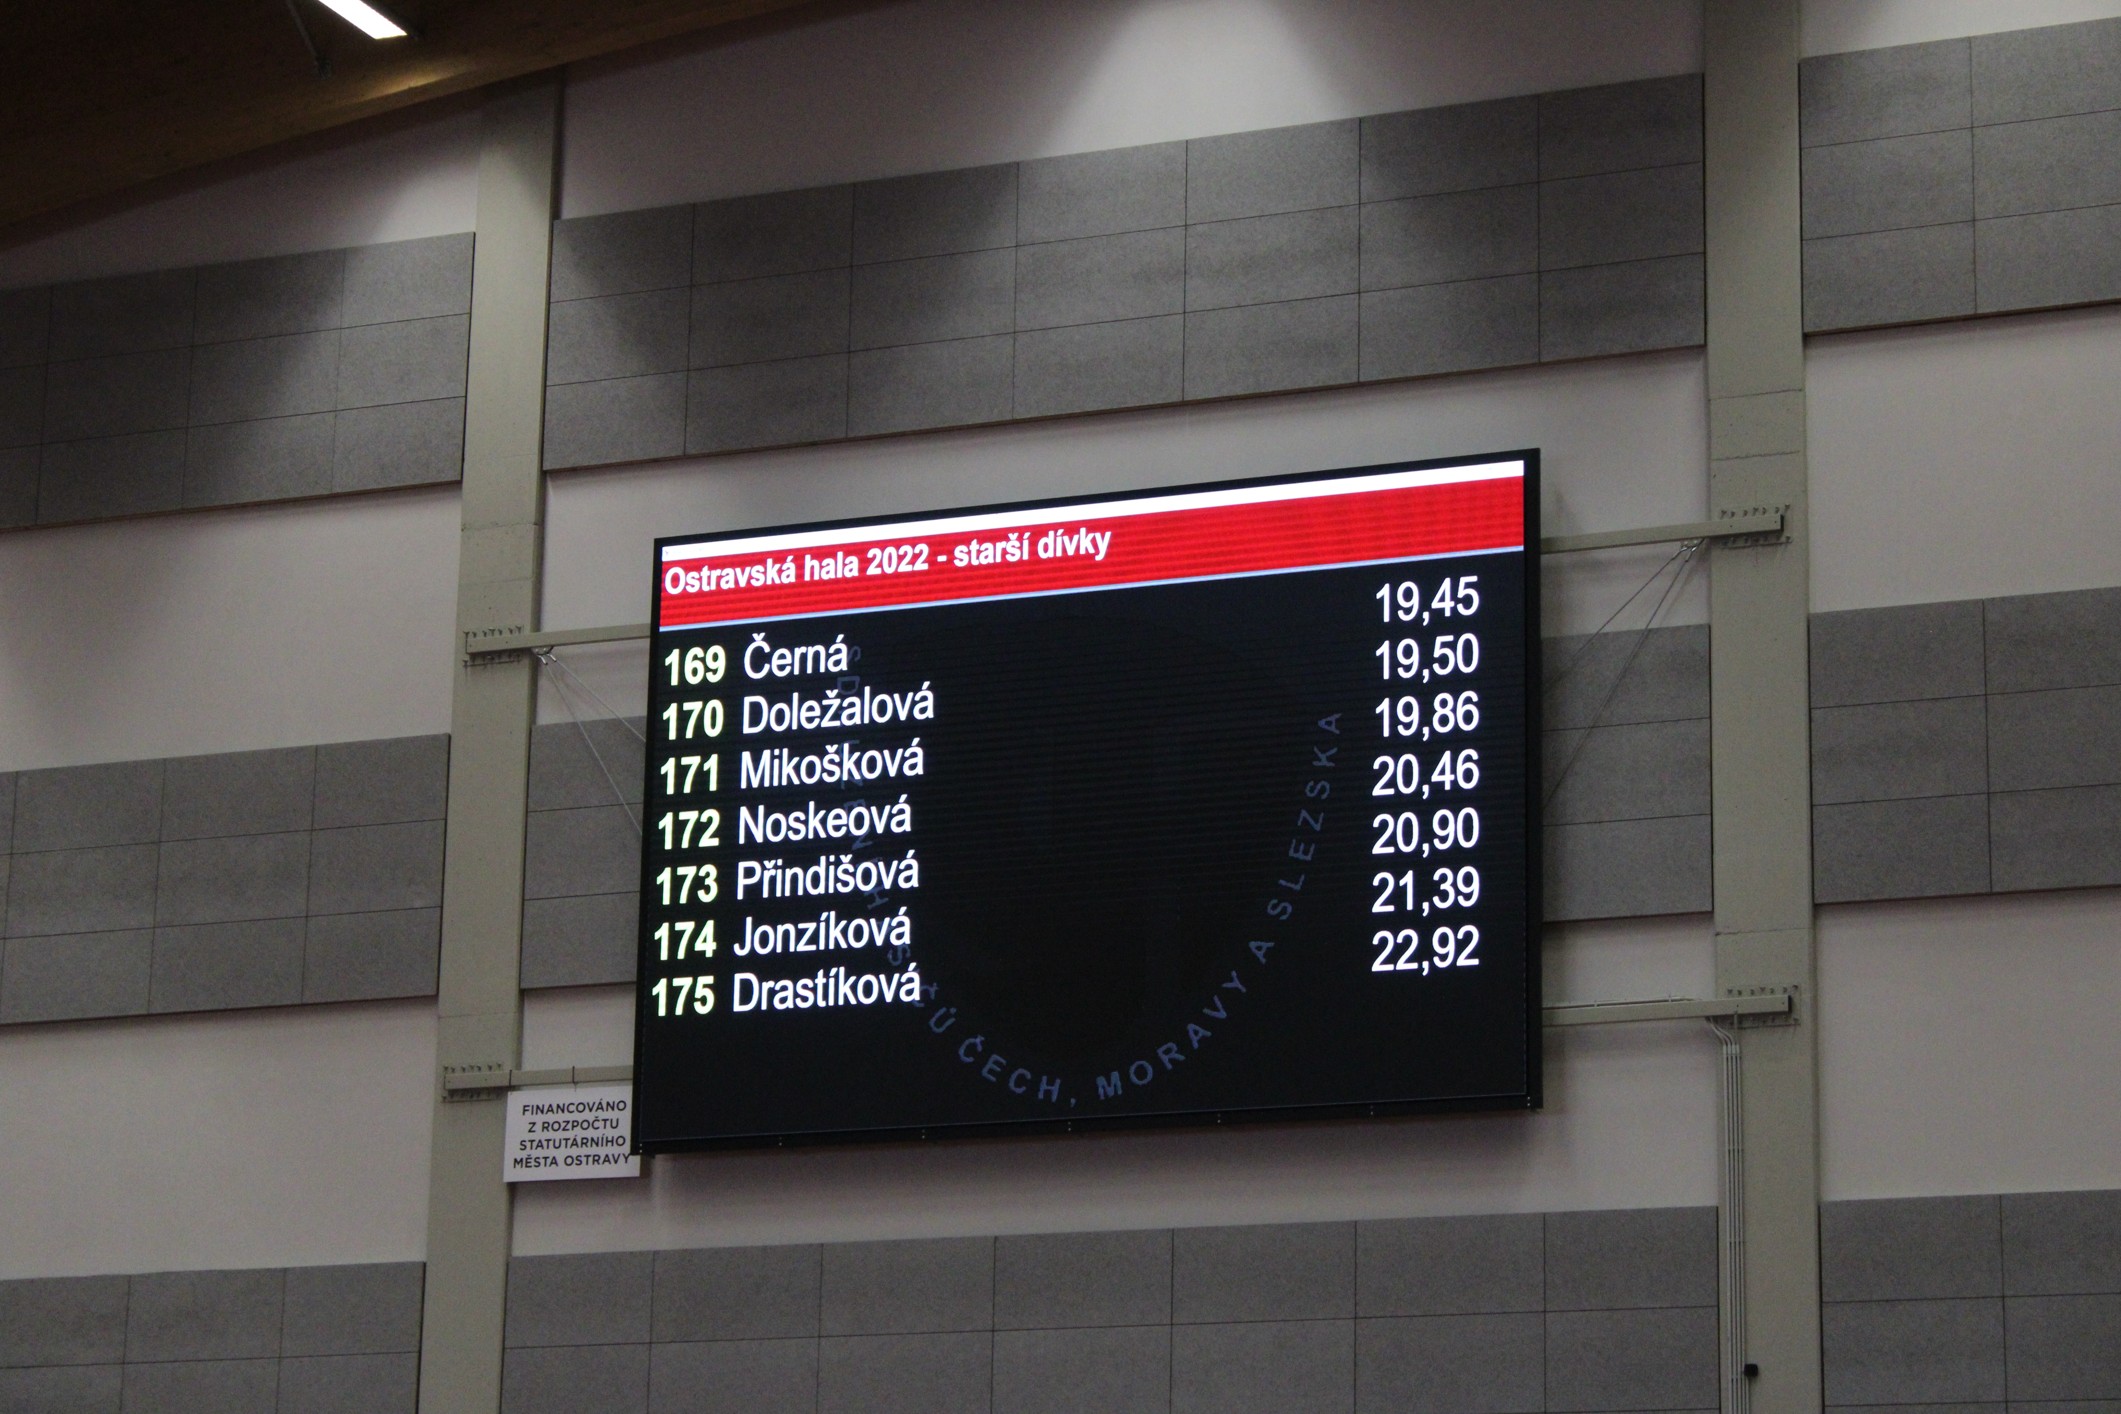 Ostravská hala 2022 - starší dívky
169 Černá 19,45
170 Doležalová 19,50
171 Mikošková 19,86
172 Noskeová 20,46
173 Přindišová 20,90
174 Jonzíková 21,39
175 Drastíková 22,92
ČECH, MORAVY A SLEZSKA
FINANCOVÁNO
Z ROZPOČTU
STATUTÁRNÍHO
MĚSTA OSTRAVY